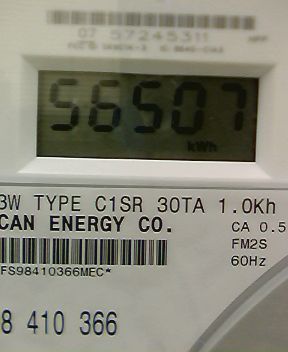 07 57245311
56507
kWh
3W TYPE C1SR 30TA 1.0Kh
CAN ENERGY CO.
CA 0.5
FM2S
60Hz
FS98410366MEC*
8 410 366